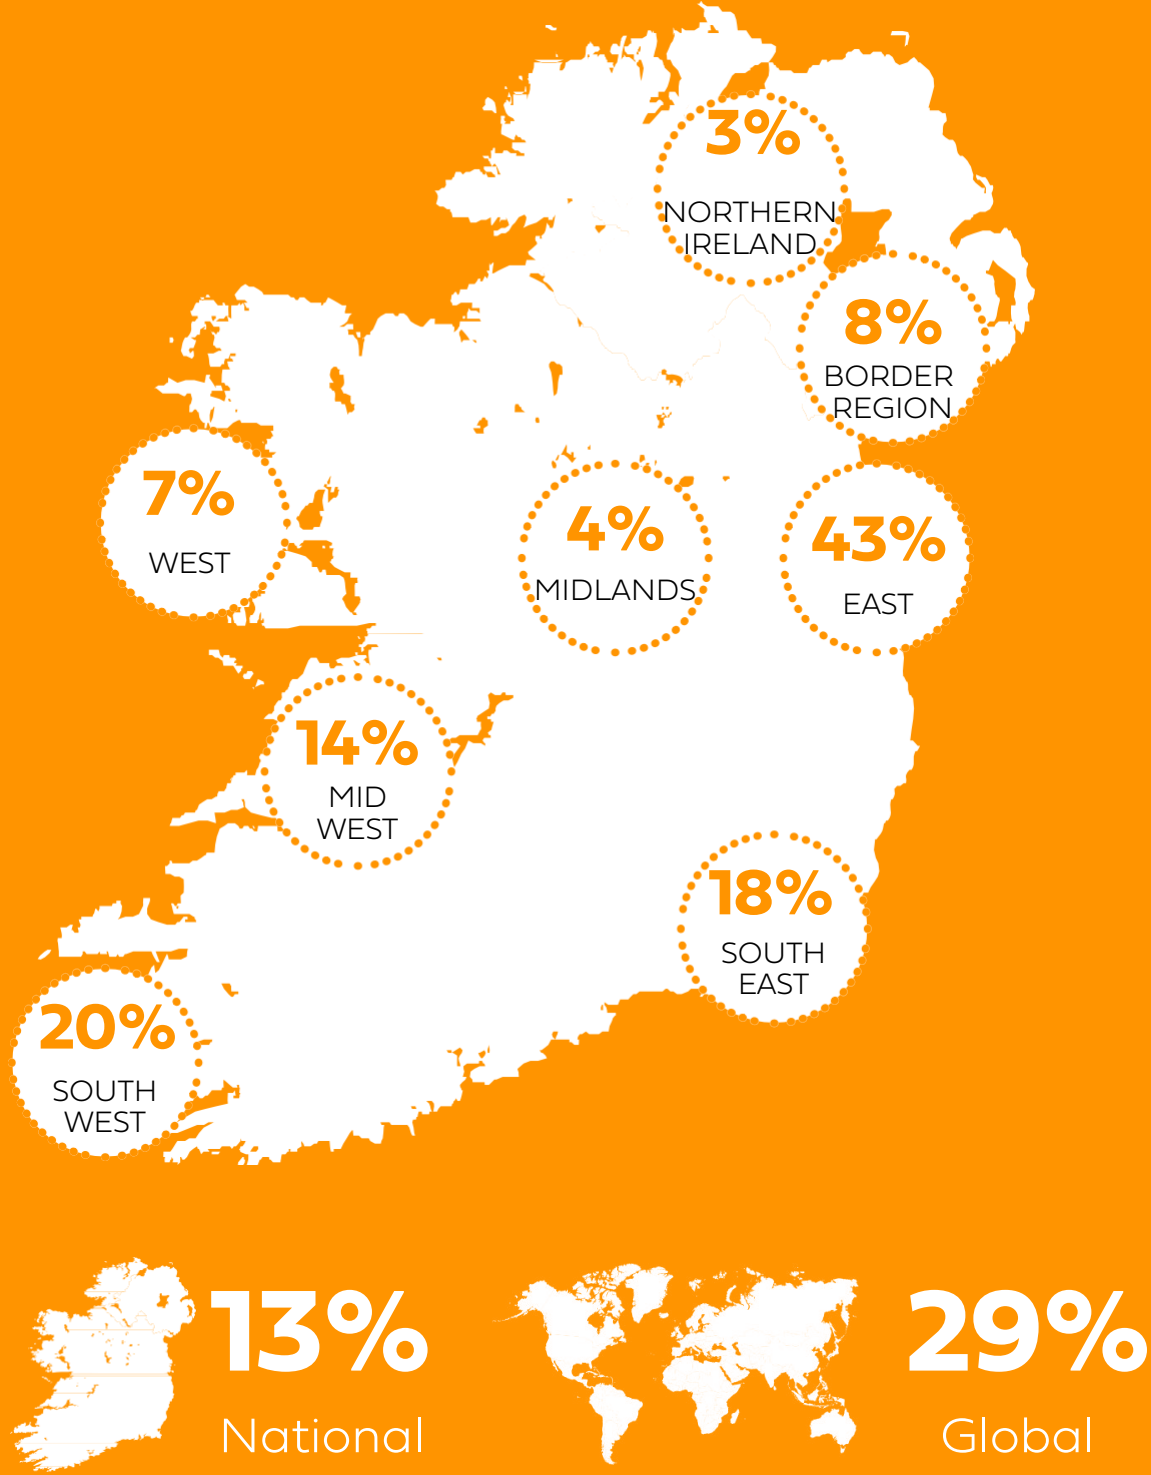 3%
NORTHERN
IRELAND
8%
BORDER
REGION
7%
WEST
4%
MIDLANDS
43%
EAST
14%
MID
WEST
18%
SOUTH
EAST
20%
SOUTH
WEST
13%
National
29%
Global